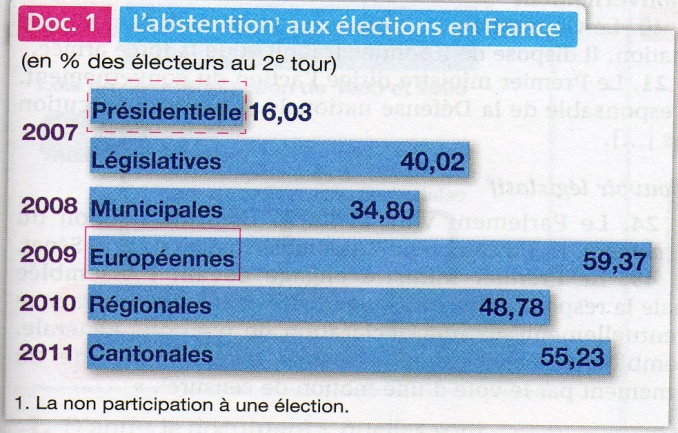 Doc. 1 L'abstention¹ aux élections en France
(en % des électeurs au 2e tour)
2007 Présidentielle 16,03
Législatives 40,02
2008 Municipales 34,80
2009 Européennes 59,37
2010 Régionales 48,78
2011 Cantonales 55,23
1. La non participation à une élection.